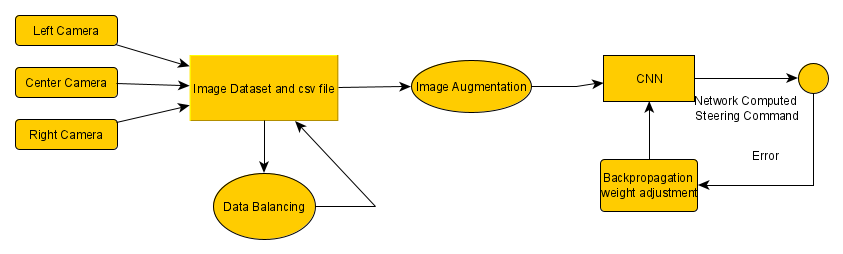 Left Camera
Center Camera
Right Camera
Image Dataset and csv file
Data Balancing
Image Augmentation
CNN
Network Computed
Steering Command
Error
Backpropagation
weight adjustment